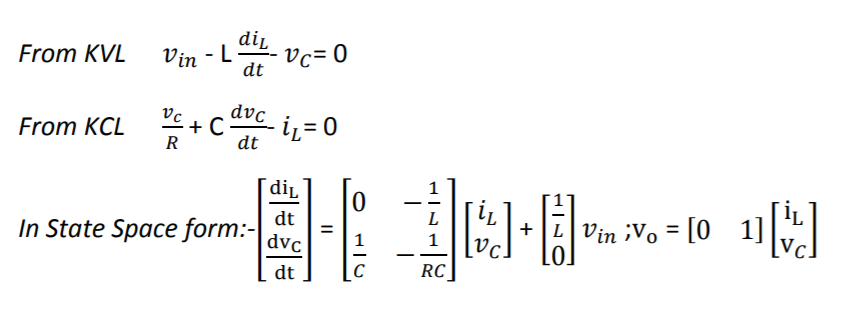 From KVL v_in - L di_L/dt - v_C = 0
From KCL v_c/R + C dv_C/dt - i_L = 0
In State Space form:- [di_L/dt; dv_C/dt] = [0 −1/L; 1/C −1/RC] [i_L; v_C] + [1/L; 0] v_in ;v_o = [0 1] [i_L; v_C]